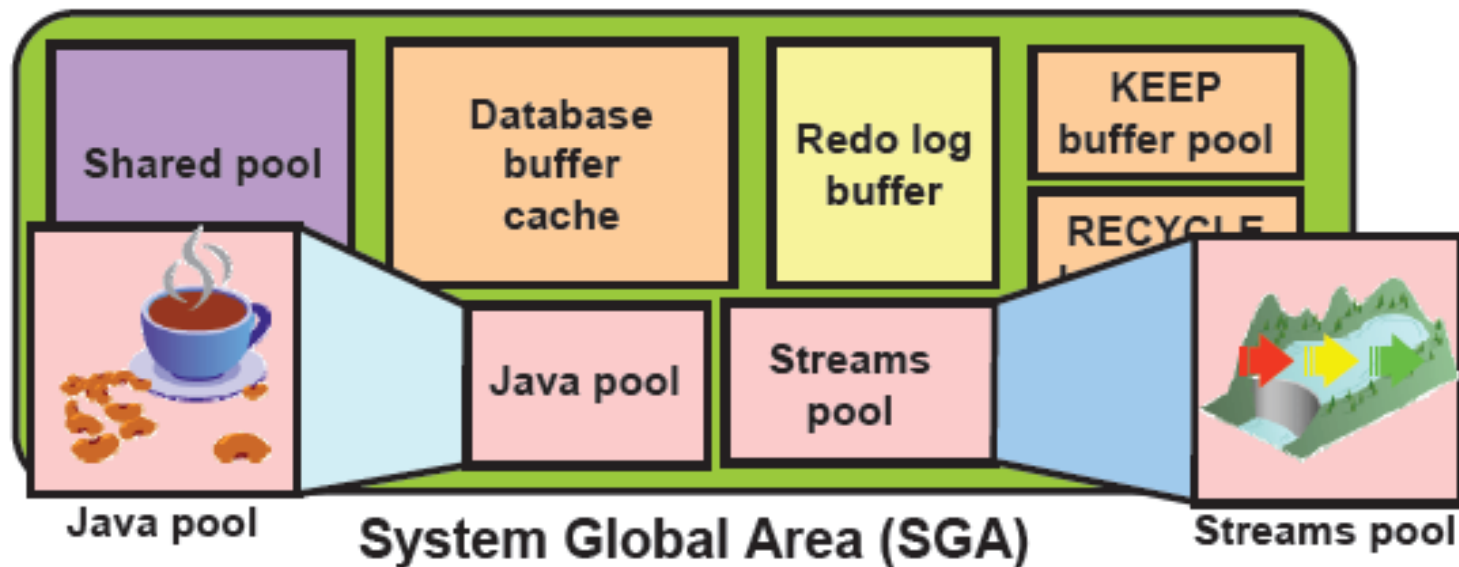 Shared pool
Database
buffer
cache
Redo log
buffer
KEEP
buffer pool
RECYCLE
Java pool
Streams
pool
Java pool
Streams pool
System Global Area (SGA)